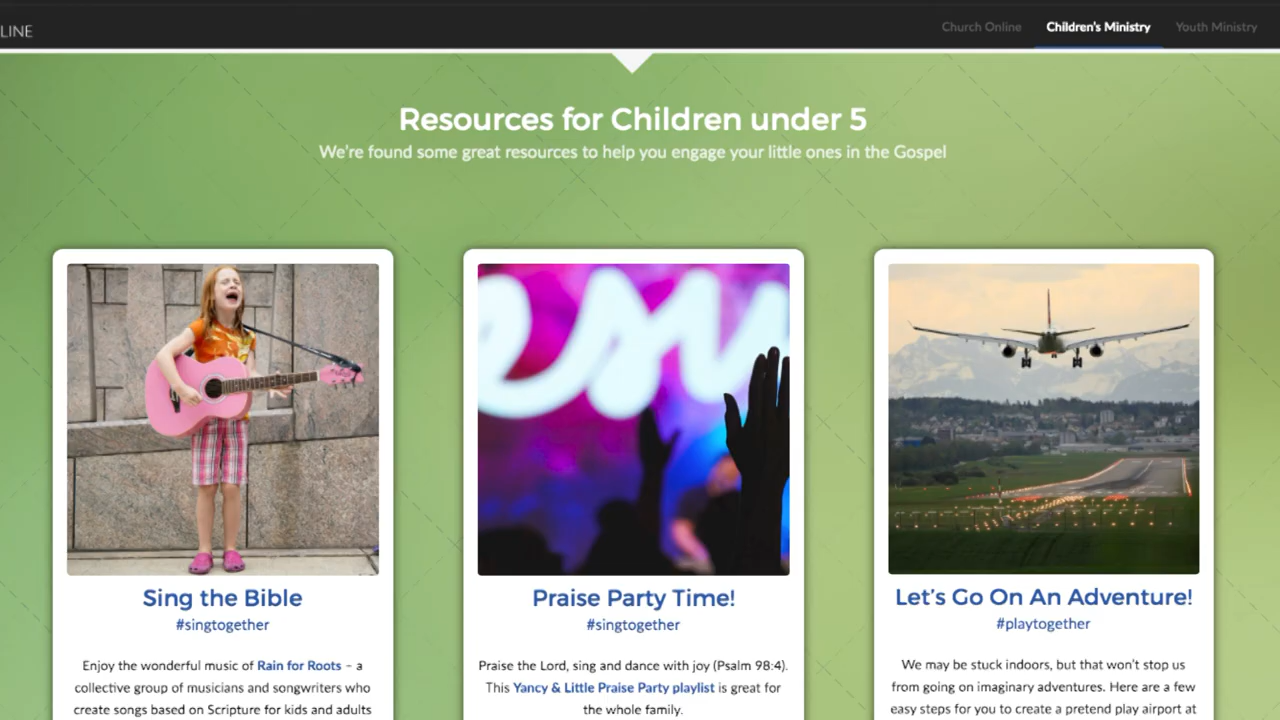 LINE
Church Online
Children's Ministry
Youth Ministry
Resources for Children under 5
We're found some great resources to help you engage your little ones in the Gospel
esu
Sing the Bible
#singtogether
Enjoy the wonderful music of Rain for Roots – a
collective group of musicians and songwriters who
create songs based on Scripture for kids and adults
Praise Party Time!
#singtogether
Praise the Lord, sing and dance with joy (Psalm 98:4).
This Yancy & Little Praise Party playlist is great for
the whole family.
Let's Go On An Adventure!
#playtogether
We may be stuck indoors, but that won't stop us
from going on imaginary adventures. Here are a few
easy steps for you to create a pretend play airport at